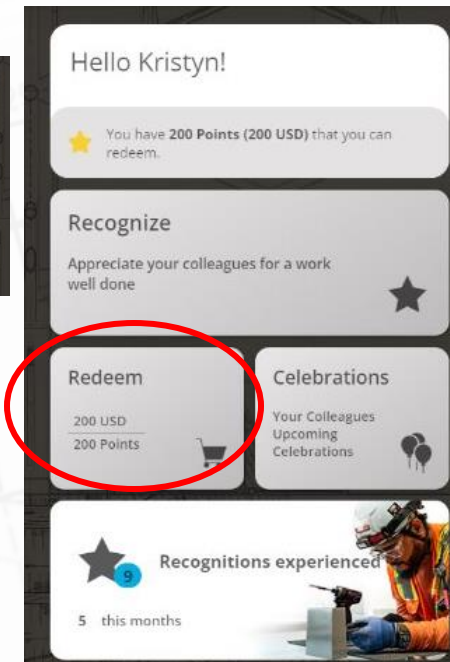 Hello Kristyn!
You have 200 Points (200 USD) that you can
redeem.
Recognize
Appreciate your colleagues for a work
well done
Redeem
200 USD
200 Points
Celebrations
Your Colleagues
Upcoming
Celebrations
9
Recognitions experienced
5 this months